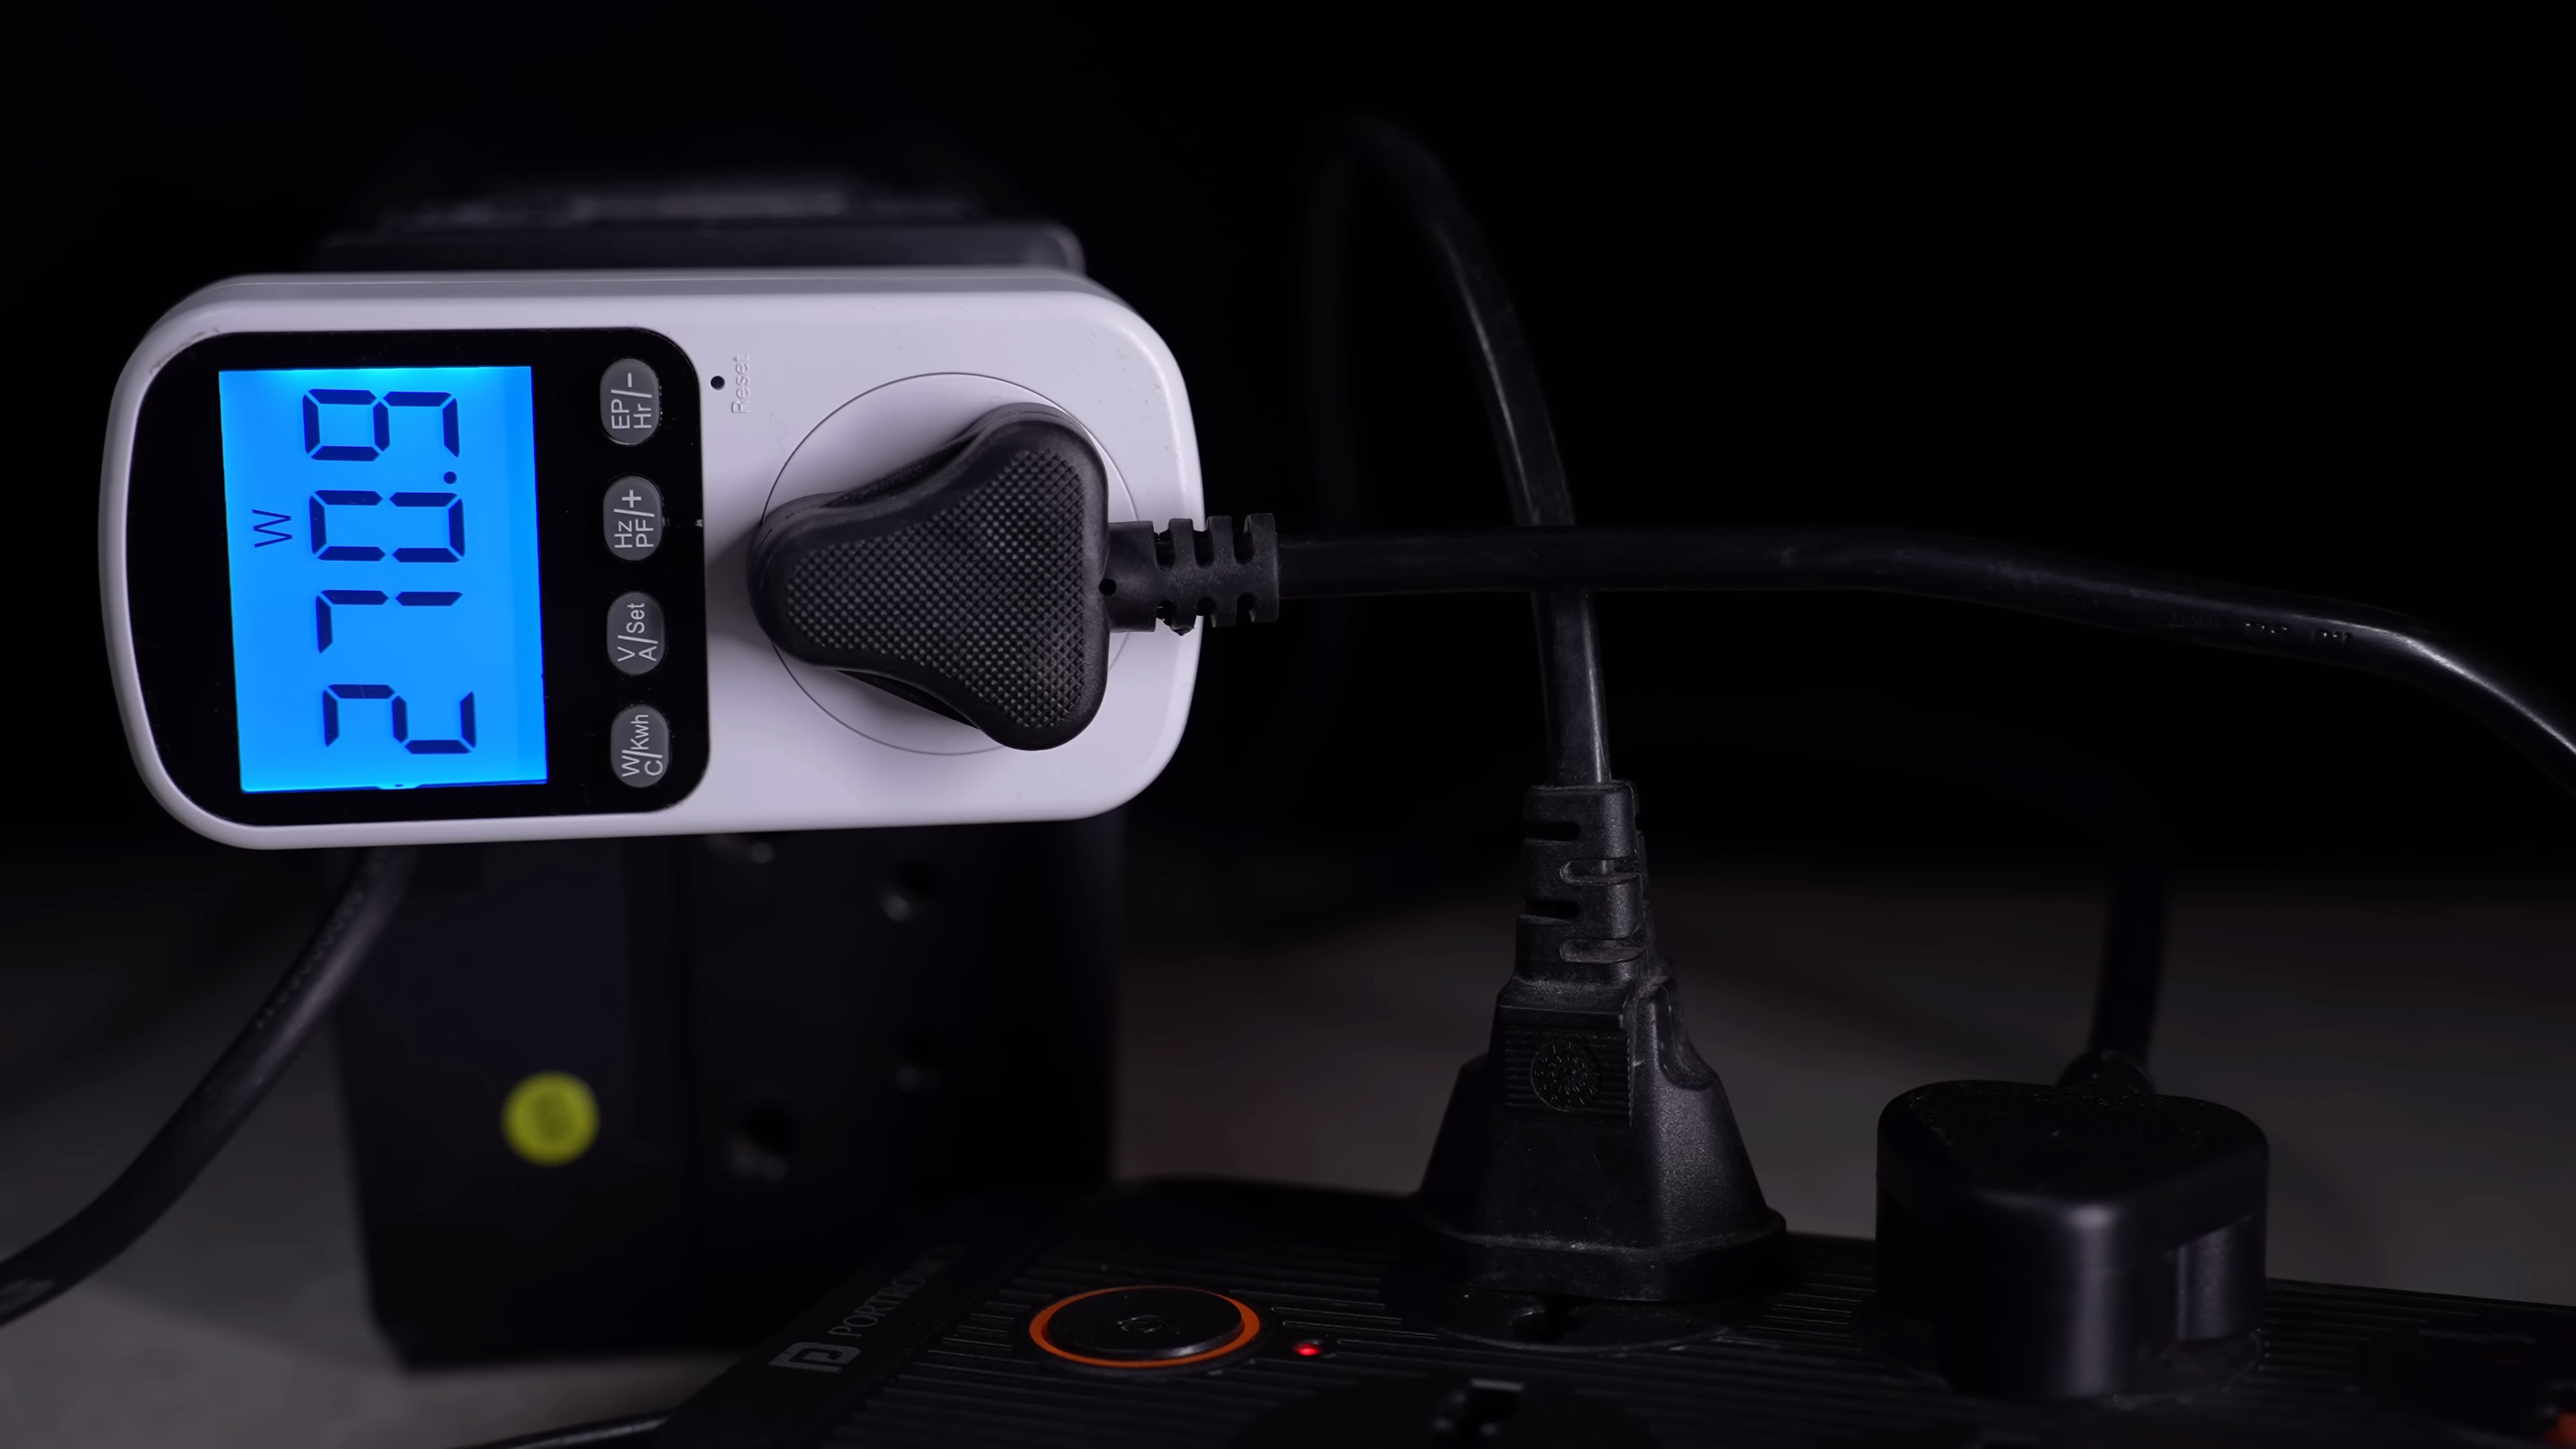 W
270.9
W/Kwh
C
V/Set
A
Hz/+
PF
EP/-
Hr
Reset
PORTRONICS